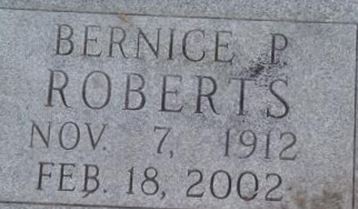 BERNICE P.
ROBERTS
NOV. 7, 1912
FEB. 18, 2002